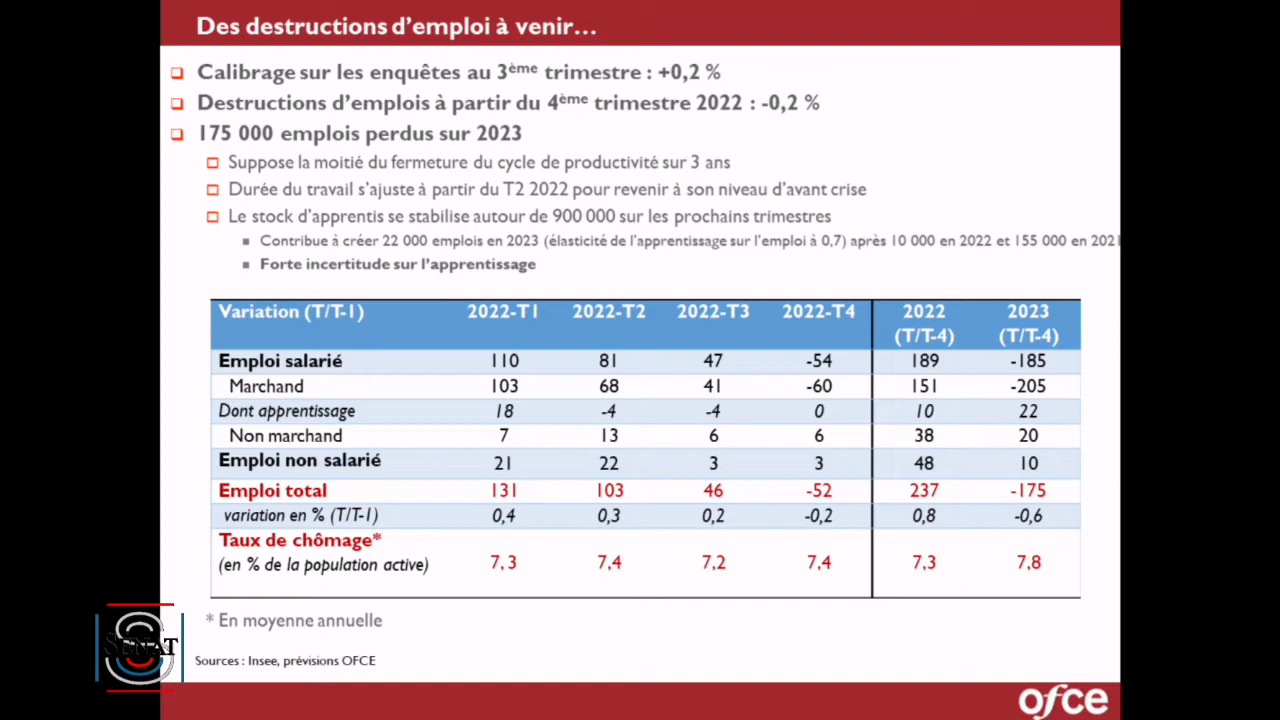 Des destructions d'emploi à venir…
❑ Calibrage sur les enquêtes au 3ème trimestre : +0,2 %
❑ Destructions d'emplois à partir du 4ème trimestre 2022 : -0,2 %
❑ 175 000 emplois perdus sur 2023
❑ Suppose la moitié du fermeture du cycle de productivité sur 3 ans
❑ Durée du travail s'ajuste à partir du T2 2022 pour revenir à son niveau d'avant crise
❑ Le stock d'apprentis se stabilise autour de 900 000 sur les prochains trimestres
▪ Contribue à créer 22 000 emplois en 2023 (élasticité de l'apprentissage sur l'emploi à 0,7) après 10 000 en 2022 et 155 000 en 2021
▪ Forte incertitude sur l'apprentissage
Variation (T/T-1) 2022-T1 2022-T2 2022-T3 2022-T4 2022 (T/T-4) 2023 (T/T-4)
Emploi salarié 110 81 47 -54 189 -185
Marchand 103 68 41 -60 151 -205
Dont apprentissage 18 -4 -4 0 10 22
Non marchand 7 13 6 6 38 20
Emploi non salarié 21 22 3 3 48 10
Emploi total 131 103 46 -52 237 -175
variation en % (T/T-1) 0,4 0,3 0,2 -0,2 0,8 -0,6
Taux de chômage*
(en % de la population active) 7,3 7,4 7,2 7,4 7,3 7,8
* En moyenne annuelle
SENAT
Sources : Insee, prévisions OFCE
ofce